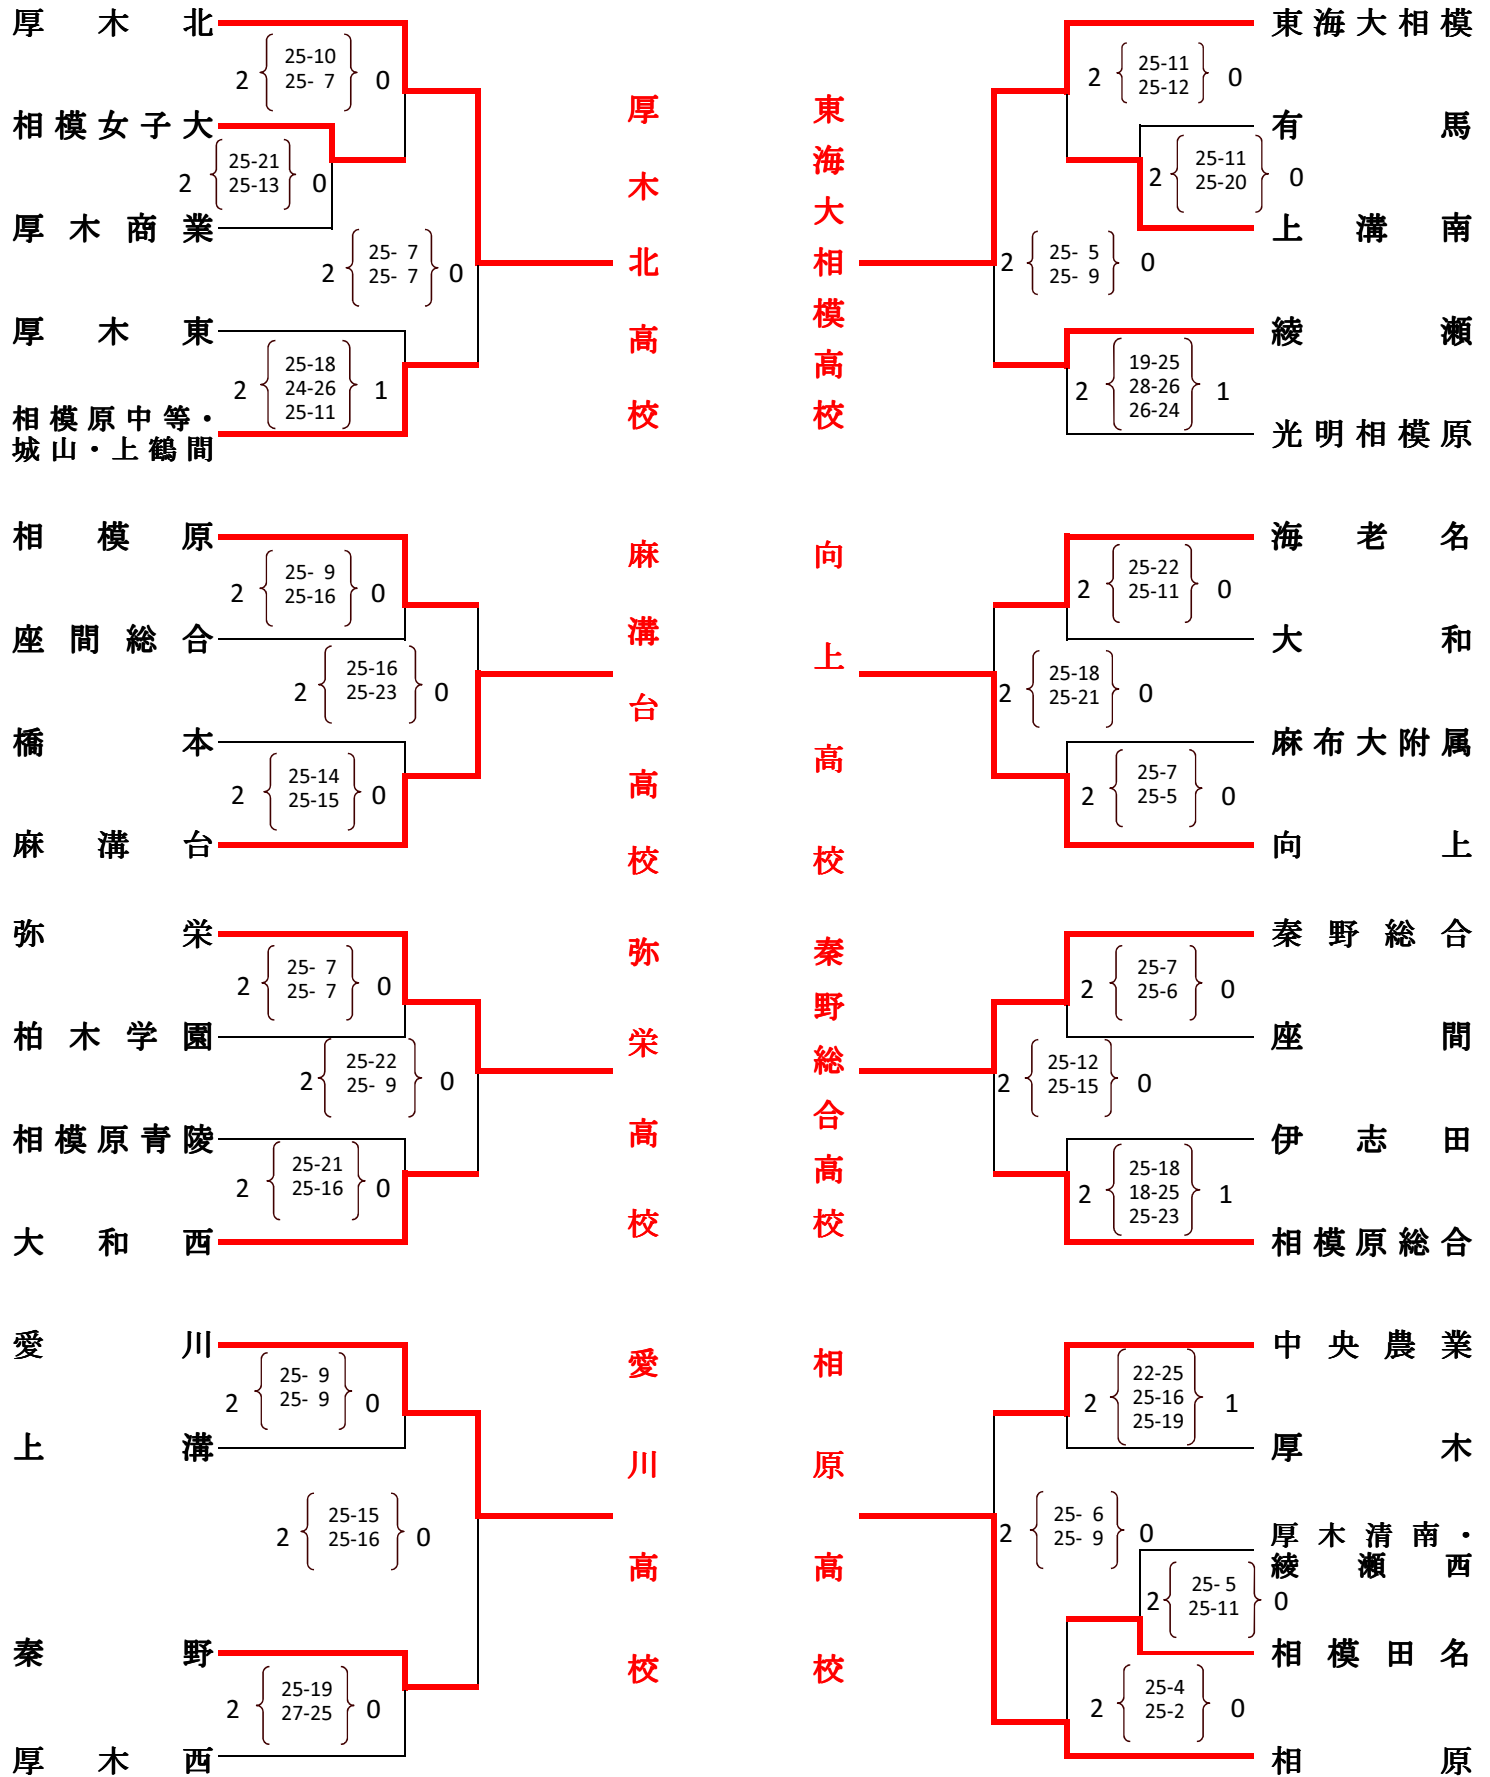 厚木北
2 25-10 0
25- 7
相模女子大
2 25-21 0
25-13
厚木商業
2 25- 7 0
25- 7
厚木東
2 25-18 1
24-26
25-11
相模原中等・
城山・上鶴間
厚木北高校
相模原
2 25- 9 0
25-16
座間総合
2 25-16 0
25-23
橋本
2 25-14 0
25-15
麻溝台
麻溝台高校
弥栄
2 25- 7 0
25- 7
柏木学園
2 25-22 0
25- 9
相模原青陵
2 25-21 0
25-16
大和西
弥栄高校
愛川
2 25- 9 0
25- 9
上溝
2 25-15 0
25-16
秦野
2 25-19 0
27-25
厚木西
愛川高校
東海大相模高校
東海大相模
2 25-11 0
25-12
有馬
2 25-11 0
25-20
上溝南
2 25- 5 0
25- 9
綾瀬
2 19-25 1
28-26
26-24
光明相模原
向上高校
海老名
2 25-22 0
25-11
大和
2 25-18 0
25-21
麻布大附属
2 25-7 0
25-5
向上
秦野総合高校
秦野総合
2 25-7 0
25-6
座間
2 25-12 0
25-15
伊志田
2 25-18 1
18-25
25-23
相模原総合
相原高校
中央農業
2 22-25 1
25-16
25-19
厚木
2 25- 6 0
25- 9
厚木清南・
綾瀬西
2 25- 5 0
25-11
相模田名
2 25-4 0
25-2
相原